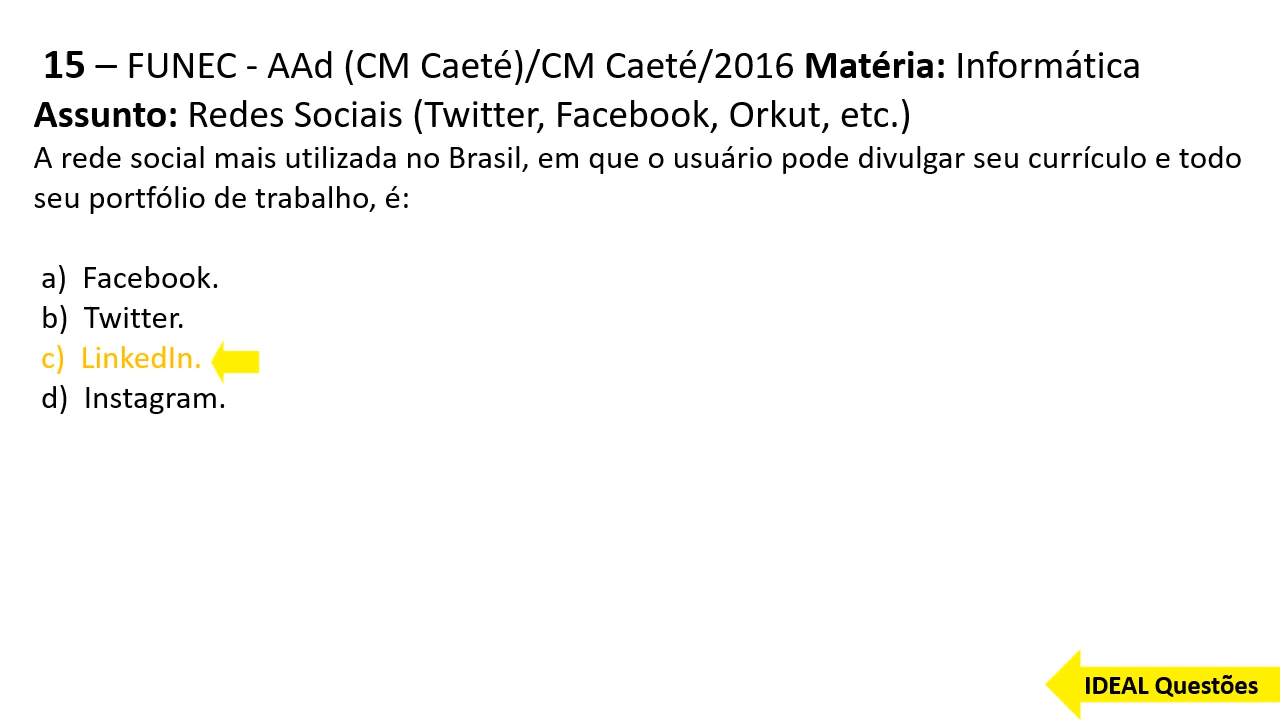 15 – FUNEC - AAd (CM Caeté)/CM Caeté/2016 Matéria: Informática
Assunto: Redes Sociais (Twitter, Facebook, Orkut, etc.)
A rede social mais utilizada no Brasil, em que o usuário pode divulgar seu currículo e todo
seu portfólio de trabalho, é:
a) Facebook.
b) Twitter.
c) LinkedIn.
d) Instagram.
IDEAL Questões